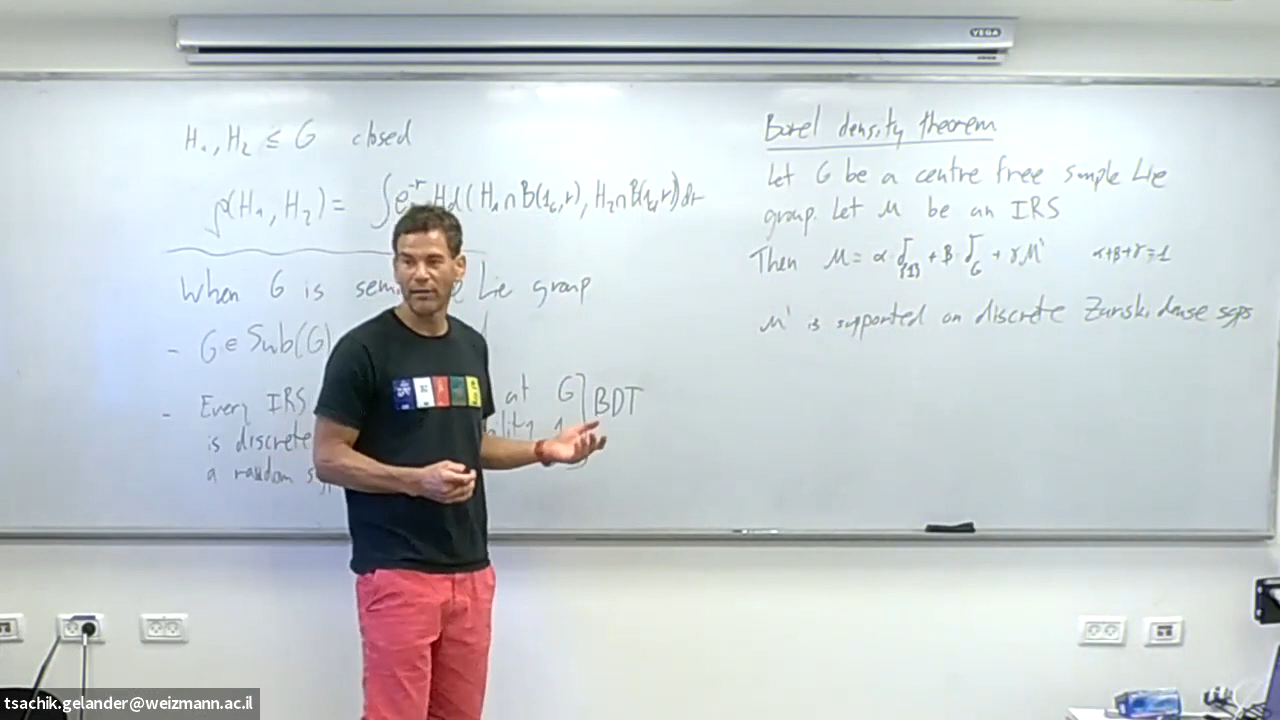 VEGA
H₁, H₂ ≤ G closed
ρ(H₁, H₂) = ∫e^{-r} Hd(H₁∩B(1_G,r), H₂∩B(1_G,r))dr
When G is Lie group
- G ∈ Sub(G)
- Every IRS at G
is discrete 1
a random
BDT
Borel density theorem
Let G be a centre free simple Lie
group. Let μ be an IRS
Then μ = α δ_{\{1\}} + β δ_G + γμ' α+β+γ=1
μ' is supported on discrete Zariski dense sgps
tsachik.gelander@weizmann.ac.il